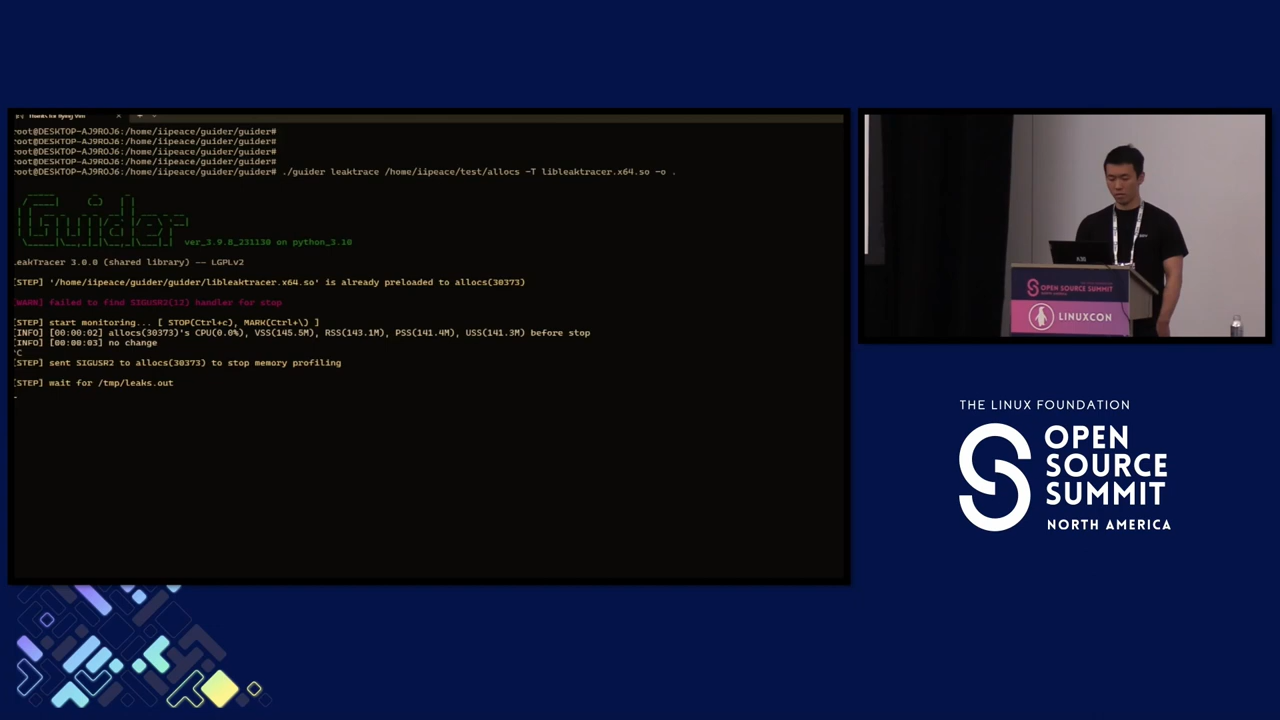 root@DESKTOP-AJ9ROJ6:/home/iipeace/guider/guider#
root@DESKTOP-AJ9ROJ6:/home/iipeace/guider/guider#
root@DESKTOP-AJ9ROJ6:/home/iipeace/guider/guider#
root@DESKTOP-AJ9ROJ6:/home/iipeace/guider/guider#
root@DESKTOP-AJ9ROJ6:/home/iipeace/guider/guider# ./guider leaktrace /home/iipeace/test/allocs -T libleaktracer.x64.so -o .
Guider
ver_3.9.8_231130 on python_3.10
LeakTracer 3.0.0 (shared library) -- LGPLv2
[STEP] '/home/iipeace/guider/guider/libleaktracer.x64.so' is already preloaded to allocs(30373)
[WARN] failed to find SIGUSR2(12) handler for stop
[STEP] start monitoring... [ STOP(Ctrl+c), MARK(Ctrl+\) ]
[INFO] [00:00:02] allocs(30373)'s CPU(0.0%), VSS(145.5M), RSS(143.1M), PSS(141.4M), USS(141.3M) before stop
[INFO] [00:00:03] no change
^C
[STEP] sent SIGUSR2 to allocs(30373) to stop memory profiling
[STEP] wait for /tmp/leaks.out
OPEN SOURCE SUMMIT
LINUXCON
THE LINUX FOUNDATION
OPEN
SOURCE
SUMMIT
NORTH AMERICA